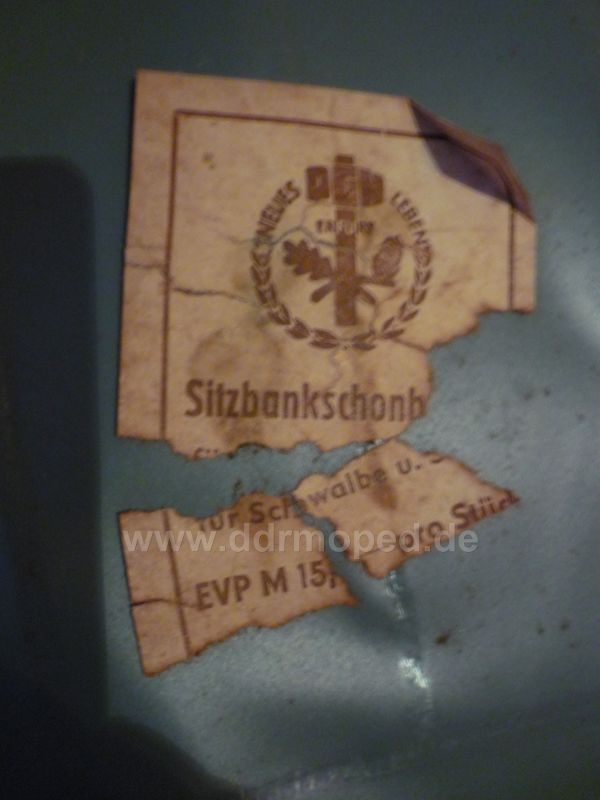 NEUES LEBEN
ERFURT
Sitzbankschonb
für Schwalbe u. S
www.ddrmoped.de
EVP M 15, pro Stück